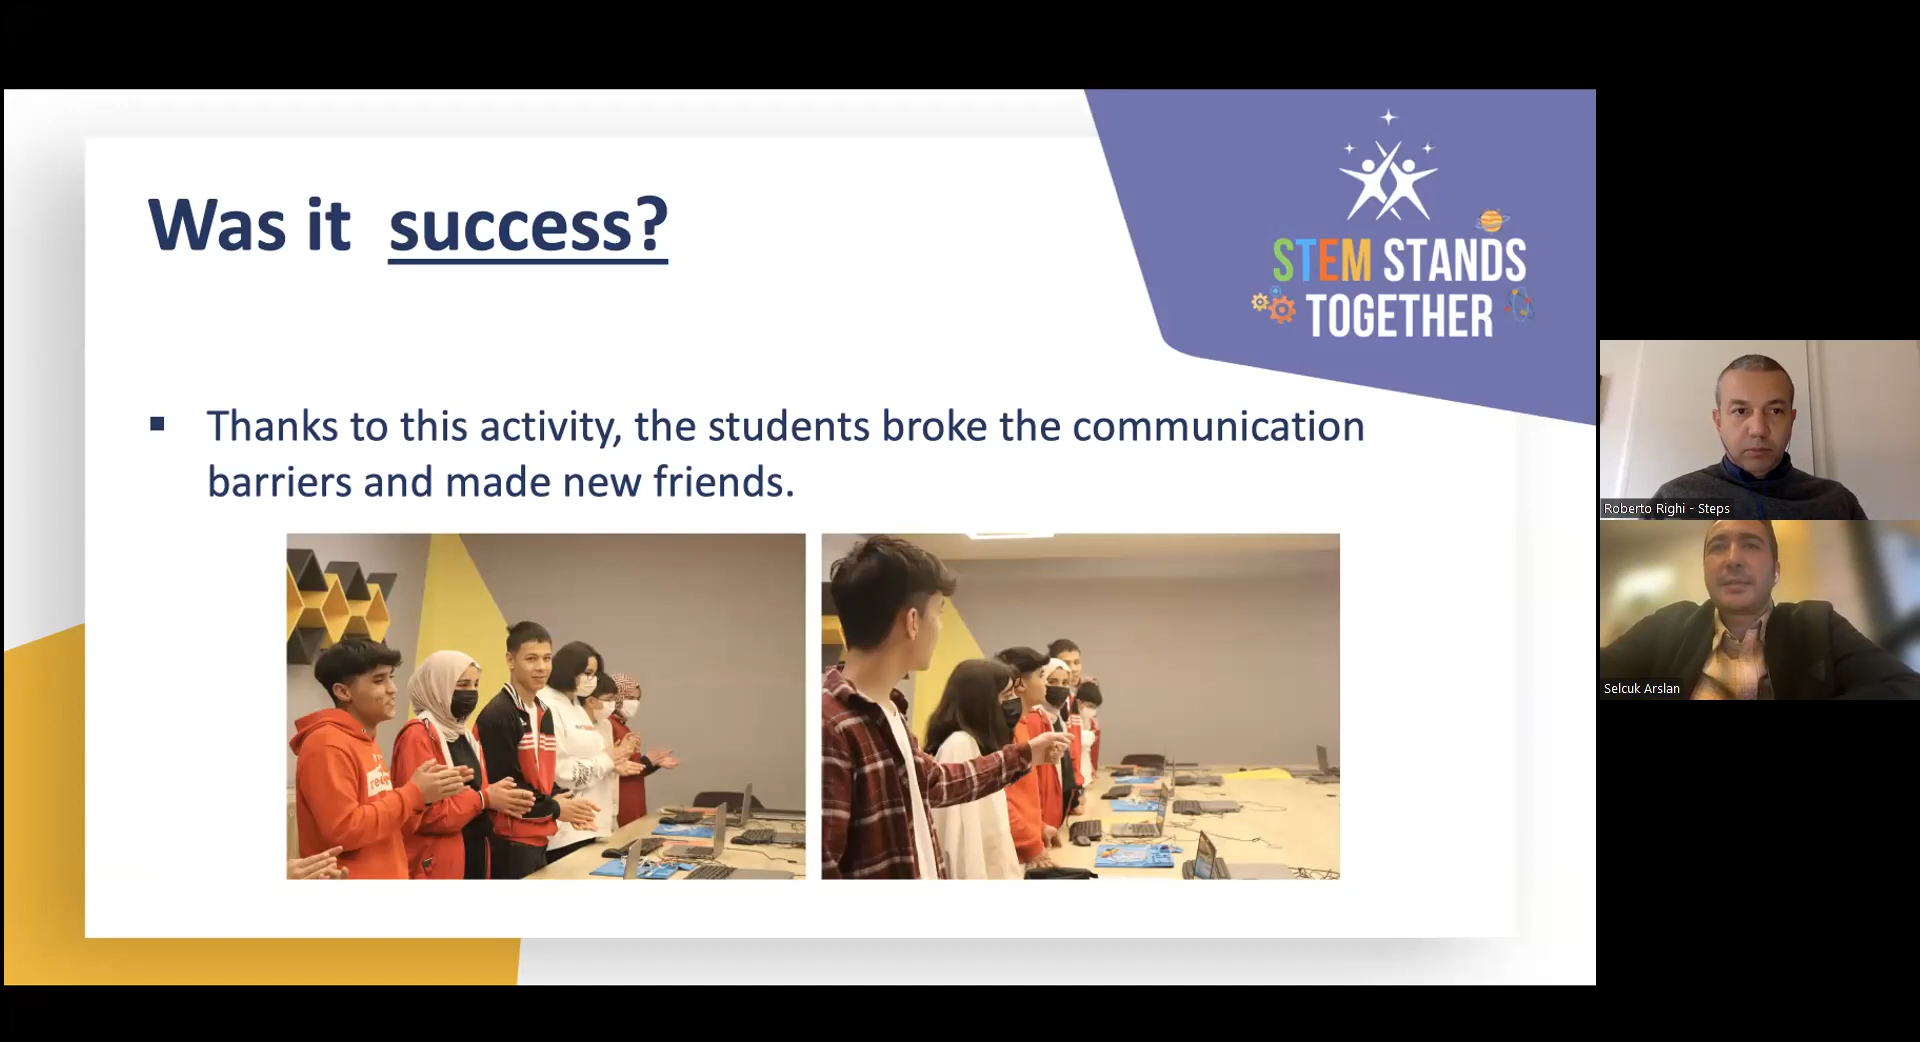 Was it success?
STEM STANDS
TOGETHER
Thanks to this activity, the students broke the communication
barriers and made new friends.
Roberto Righi - Steps
Selcuk Arslan